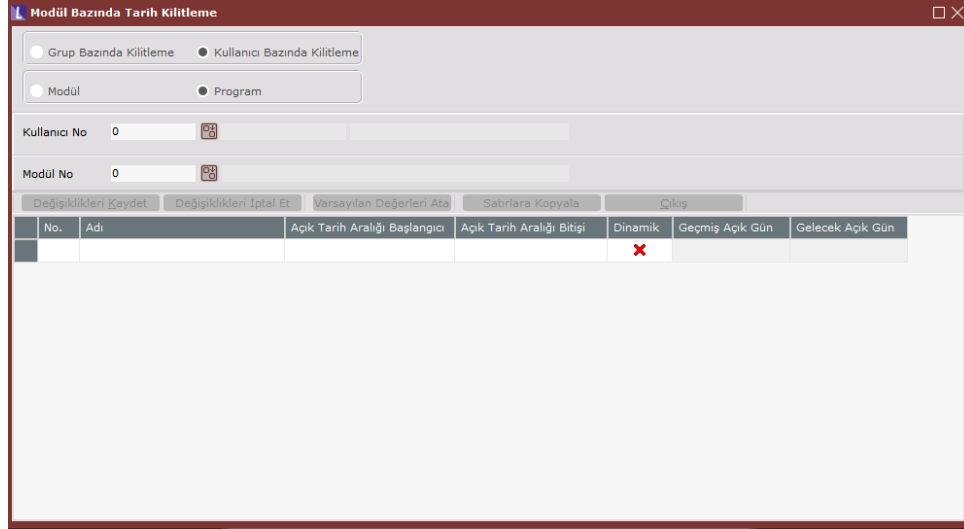 Modül Bazında Tarih Kilitleme
Grup Bazında Kilitleme Kullanıcı Bazında Kilitleme
Modül Program
Kullanıcı No 0
Modül No 0
Değişiklikleri Kaydet Değişiklikleri İptal Et Varsayılan Değerleri Ata Satırlara Kopyala Çıkış
No. Adı Açık Tarih Aralığı Başlangıcı Açık Tarih Aralığı Bitişi Dinamik Geçmiş Açık Gün Gelecek Açık Gün